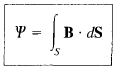 Ψ = ∫_S B · dS